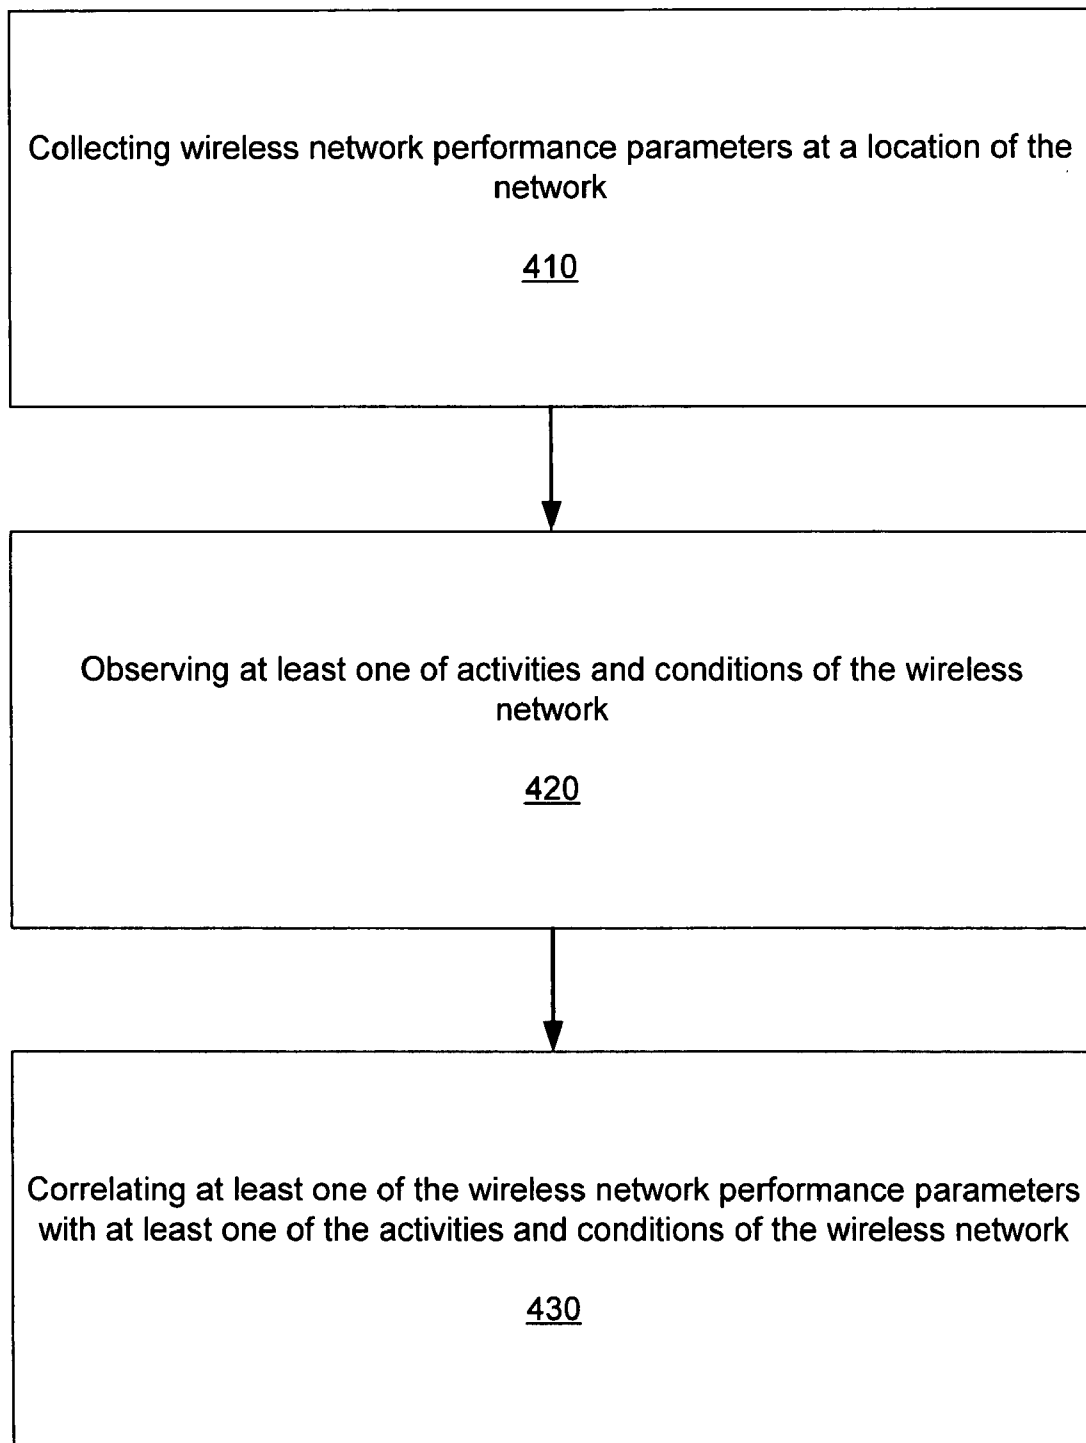 Collecting wireless network performance parameters at a location of the
network
410
Observing at least one of activities and conditions of the wireless
network
420
Correlating at least one of the wireless network performance parameters
with at least one of the activities and conditions of the wireless network
430